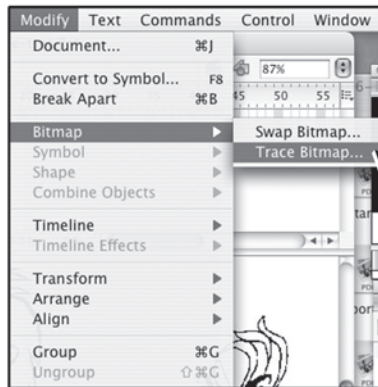 Modify Text Commands Control Window
Document... ⌘J
87%
Convert to Symbol... F8
Break Apart ⌘B
45 50 55
Bitmap
Swap Bitmap...
Symbol
Trace Bitmap...
Shape
Combine Objects
Timeline
Timeline Effects
Transform
Arrange
Align
Group ⌘G
Ungroup ⇧⌘G